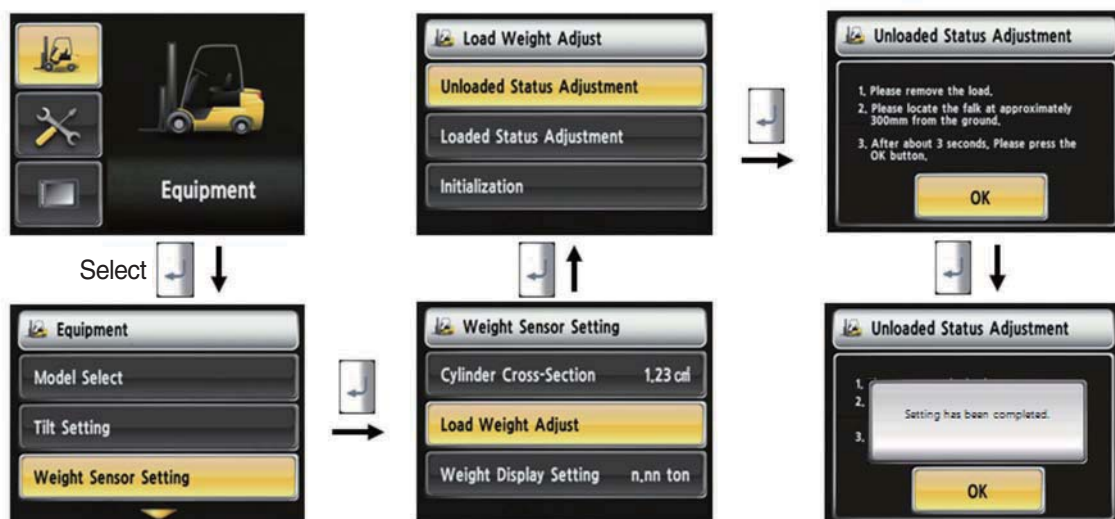 Equipment
Select
Equipment
Model Select
Tilt Setting
Weight Sensor Setting
Weight Sensor Setting
Cylinder Cross-Section 1.23 ㎠
Load Weight Adjust
Weight Display Setting n.nn ton
Load Weight Adjust
Unloaded Status Adjustment
Loaded Status Adjustment
Initialization
Unloaded Status Adjustment
1. Please remove the load.
2. Please locate the falk at approximately
300mm from the ground.
3. After about 3 seconds, Please press the
OK button.
OK
Unloaded Status Adjustment
1.
2.
3.
Setting has been completed.
OK